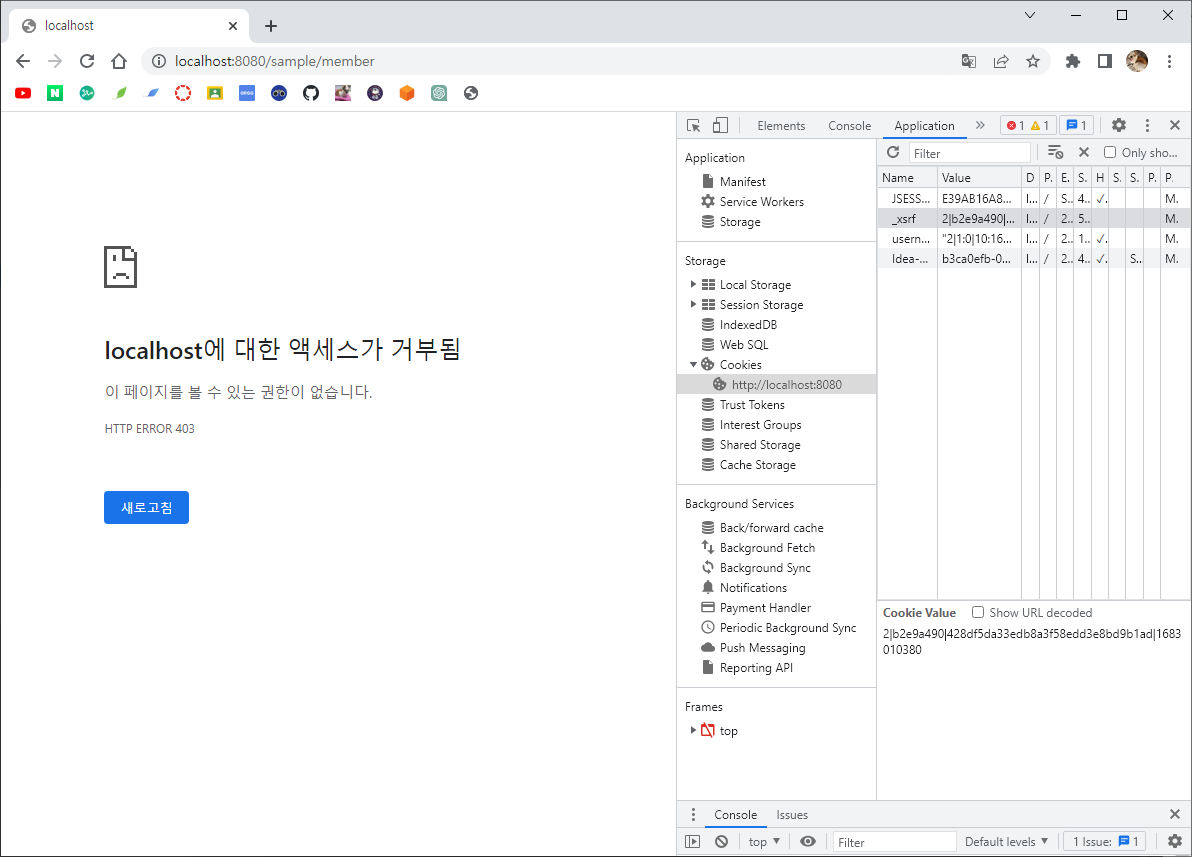 localhost
localhost:8080/sample/member
localhost에 대한 액세스가 거부됨
이 페이지를 볼 수 있는 권한이 없습니다.
HTTP ERROR 403
새로고침
Elements
Console
Application
1
1
1
Application
Manifest
Service Workers
Storage
Storage
Local Storage
Session Storage
IndexedDB
Web SQL
Cookies
http://localhost:8080
Trust Tokens
Interest Groups
Shared Storage
Cache Storage
Background Services
Back/forward cache
Background Fetch
Background Sync
Notifications
Payment Handler
Periodic Background Sync
Push Messaging
Reporting API
Frames
top
Filter
Only sho...
Name Value D P. E. S. H S. S. P. P.
JSESS... E39AB16A8... l... / S.. 4.. ✓. M.
_xsrf 2|b2e9a490|... l... / 2.. 5.. M.
usern... "2|1:0|10:16... l... / 2.. 1.. ✓. M.
Idea-... b3ca0efb-0... l... / 2.. 4.. ✓. S.. M.
Cookie Value
Show URL decoded
2|b2e9a490|428df5da33edb8a3f58edd3e8bd9b1ad|1683
010380
Console
Issues
top
Filter
Default levels
1 Issue:
1